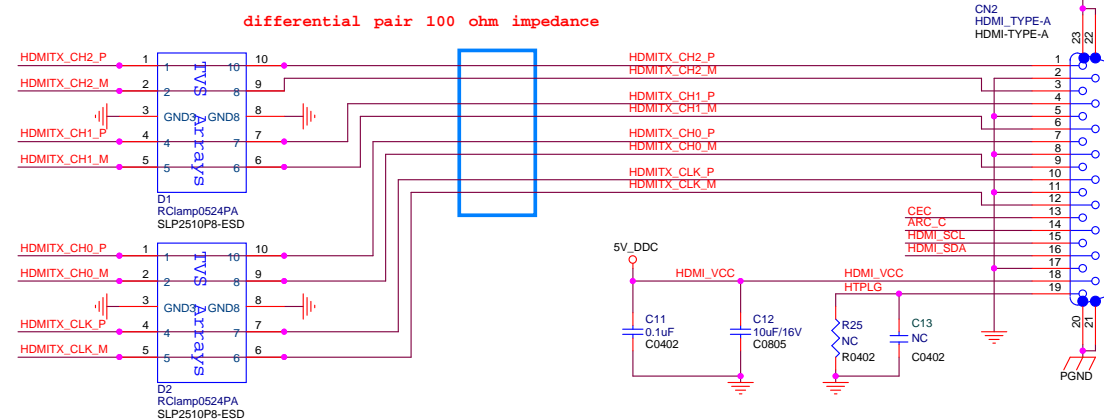 differential pair 100 ohm impedance
CN2
HDMI_TYPE-A
HDMI-TYPE-A
23
22
HDMITX_CH2_P
1
1
10
10
HDMITX_CH2_P
1
HDMITX_CH2_M
2
2
8
9
HDMITX_CH2_M
2
3
3
GND3
GND8
8
HDMITX_CH1_P
4
HDMITX_CH1_M
5
HDMITX_CH1_P
4
4
7
7
6
HDMITX_CH0_P
7
HDMITX_CH1_M
5
5
6
6
HDMITX_CH0_M
8
9
TVS Arrays
HDMITX_CLK_P
10
HDMITX_CLK_M
11
12
D1
RClamp0524PA
SLP2510P8-ESD
CEC
13
ARC_C
14
HDMI_SCL
15
HDMI_SDA
16
17
HDMITX_CH0_P
1
1
10
10
5V_DDC
HDMITX_CH0_M
2
2
8
9
HDMI_VCC
HDMI_VCC
18
HTPLG
19
3
GND3
GND8
8
HDMITX_CLK_P
4
4
7
7
HDMITX_CLK_M
5
5
6
6
TVS Arrays
C11
0.1uF
C0402
C12
10uF/16V
C0805
R25
NC
R0402
C13
NC
C0402
20
21
PGND
D2
RClamp0524PA
SLP2510P8-ESD